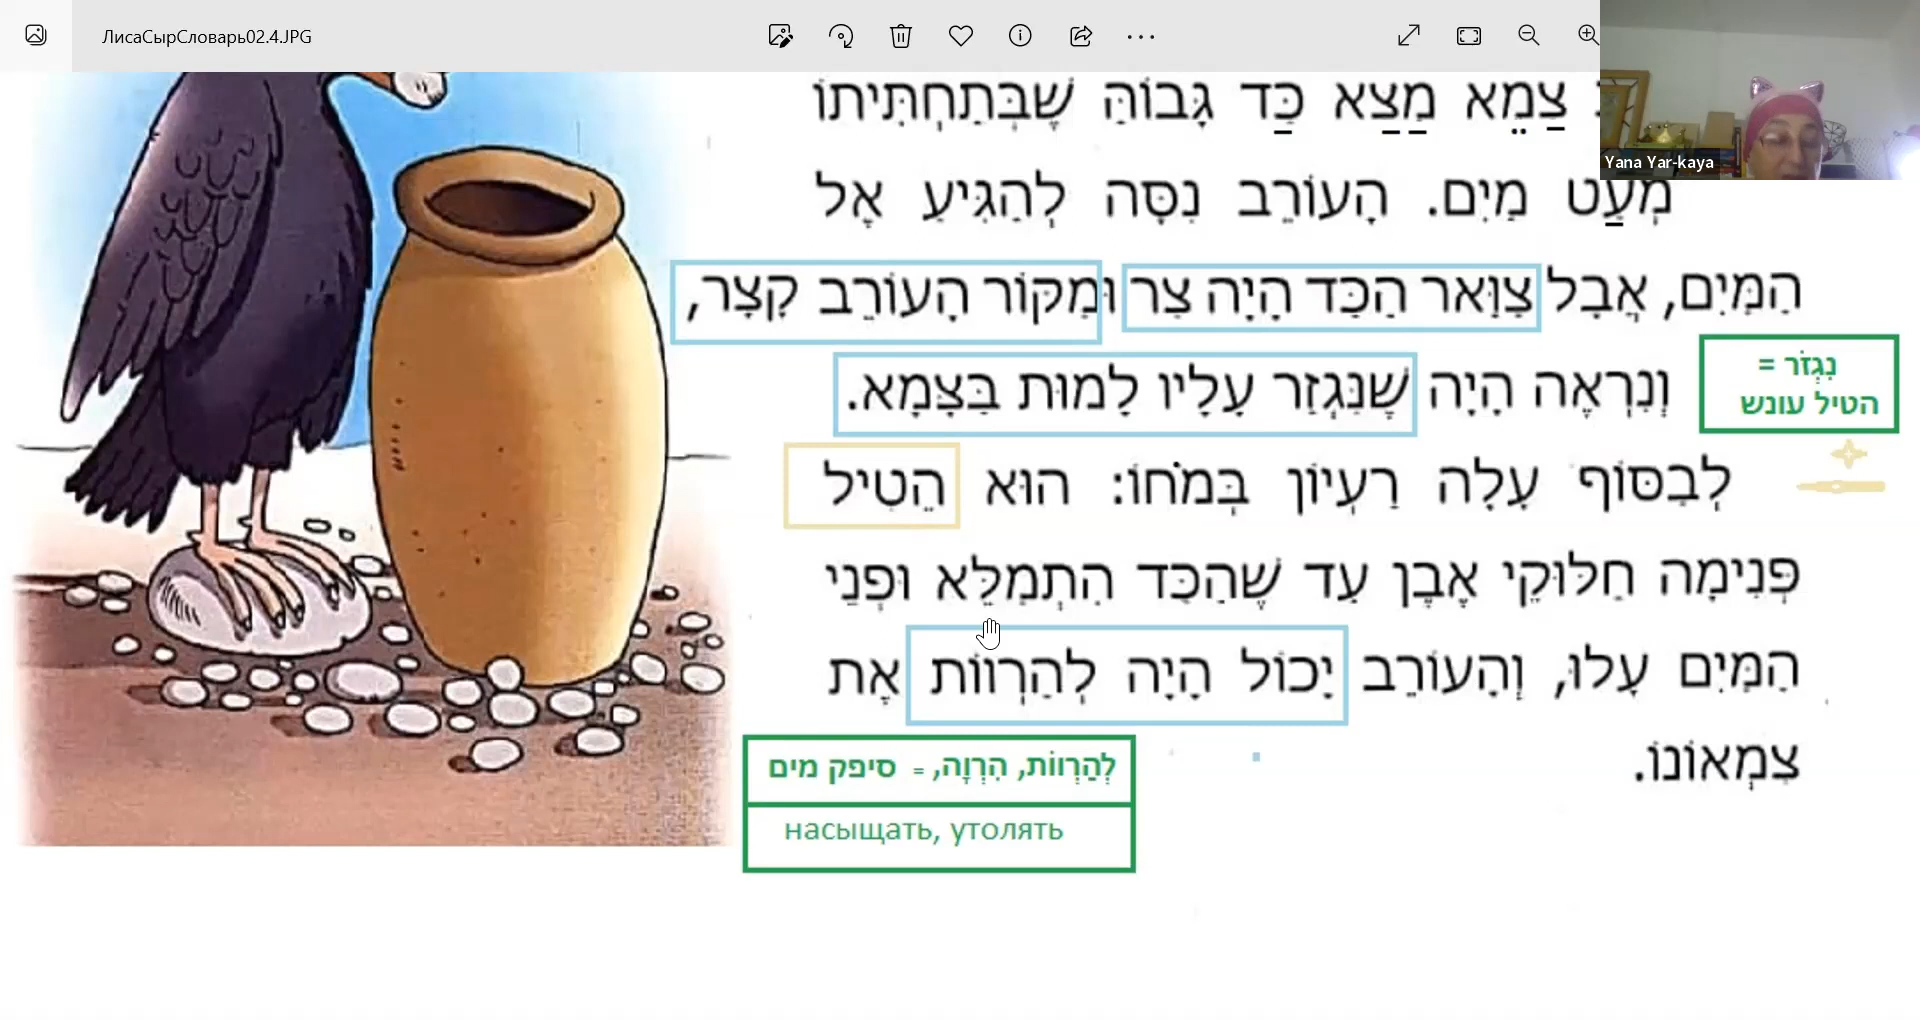 ЛисаСырСловарь02.4.JPG
Yana Yar-kaya
צָמֵא מָצָא כַּד גָּבוֹהַּ שֶׁבְּתַחְתִּיתוֹ
מְעַט מַיִם. הָעוֹרֵב נִסָּה לְהַגִּיעַ אֶל
הַמַּיִם, אֲבָל צַוַּאר הַכַּד הָיָה צַר וּמַקּוֹר הָעוֹרֵב קָצָר,
וְנִרְאֶה הָיָה שֶׁנִּגְזַר עָלָיו לָמוּת בַּצָּמָא.
נִגְזֹר =
הטיל עונש
לְבַסּוֹף עָלָה רַעְיוֹן בְּמֹחוֹ: הוּא הֵטִיל
פְּנִימָה חַלּוּקֵי אֶבֶן עַד שֶׁהַכַּד הִתְמַלֵּא וּפְנֵי
הַמַּיִם עָלוּ, וְהָעוֹרֵב יָכוֹל הָיָה לְהַרְווֹת אֶת
צִמְאוֹנוֹ.
לְהַרְווֹת, הִרְוָה, = סיפק מים
насыщать, утолять